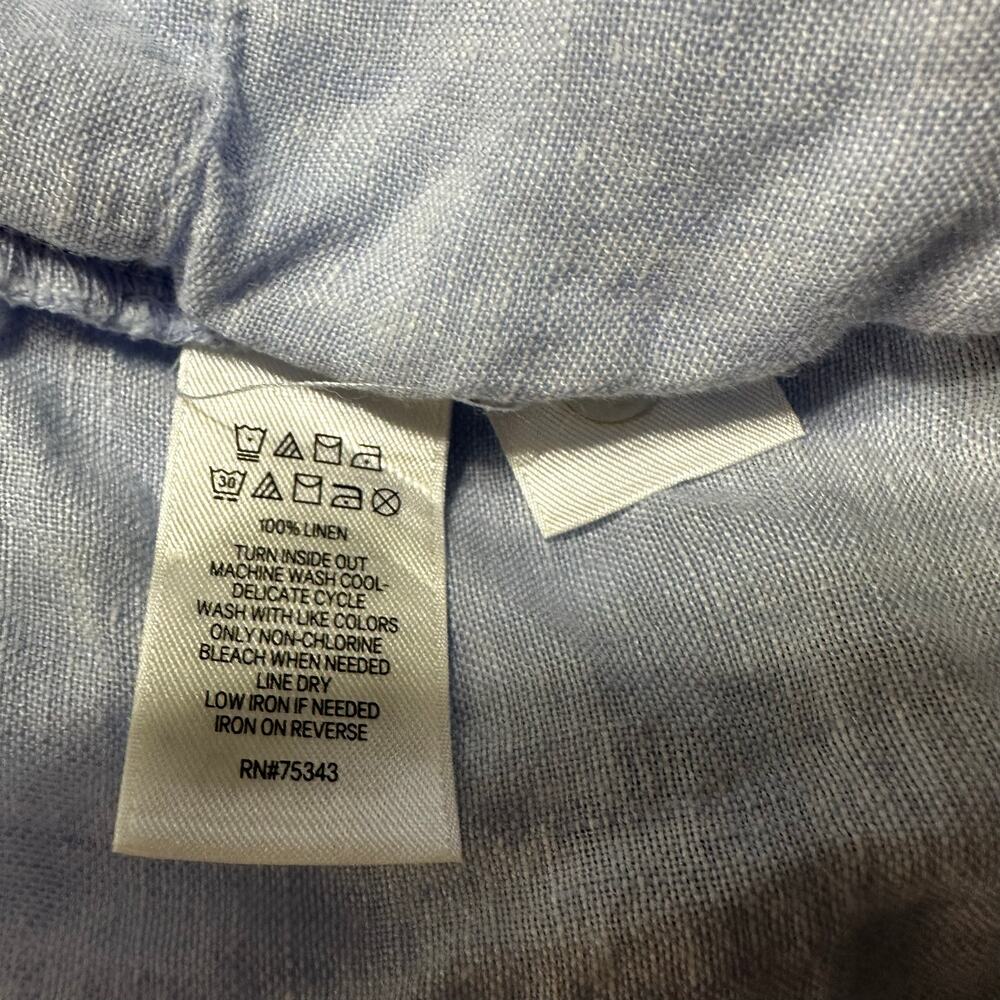 30
100% LINEN
TURN INSIDE OUT
MACHINE WASH COOL-
DELICATE CYCLE
WASH WITH LIKE COLORS
ONLY NON-CHLORINE
BLEACH WHEN NEEDED
LINE DRY
LOW IRON IF NEEDED
IRON ON REVERSE
RN#75343